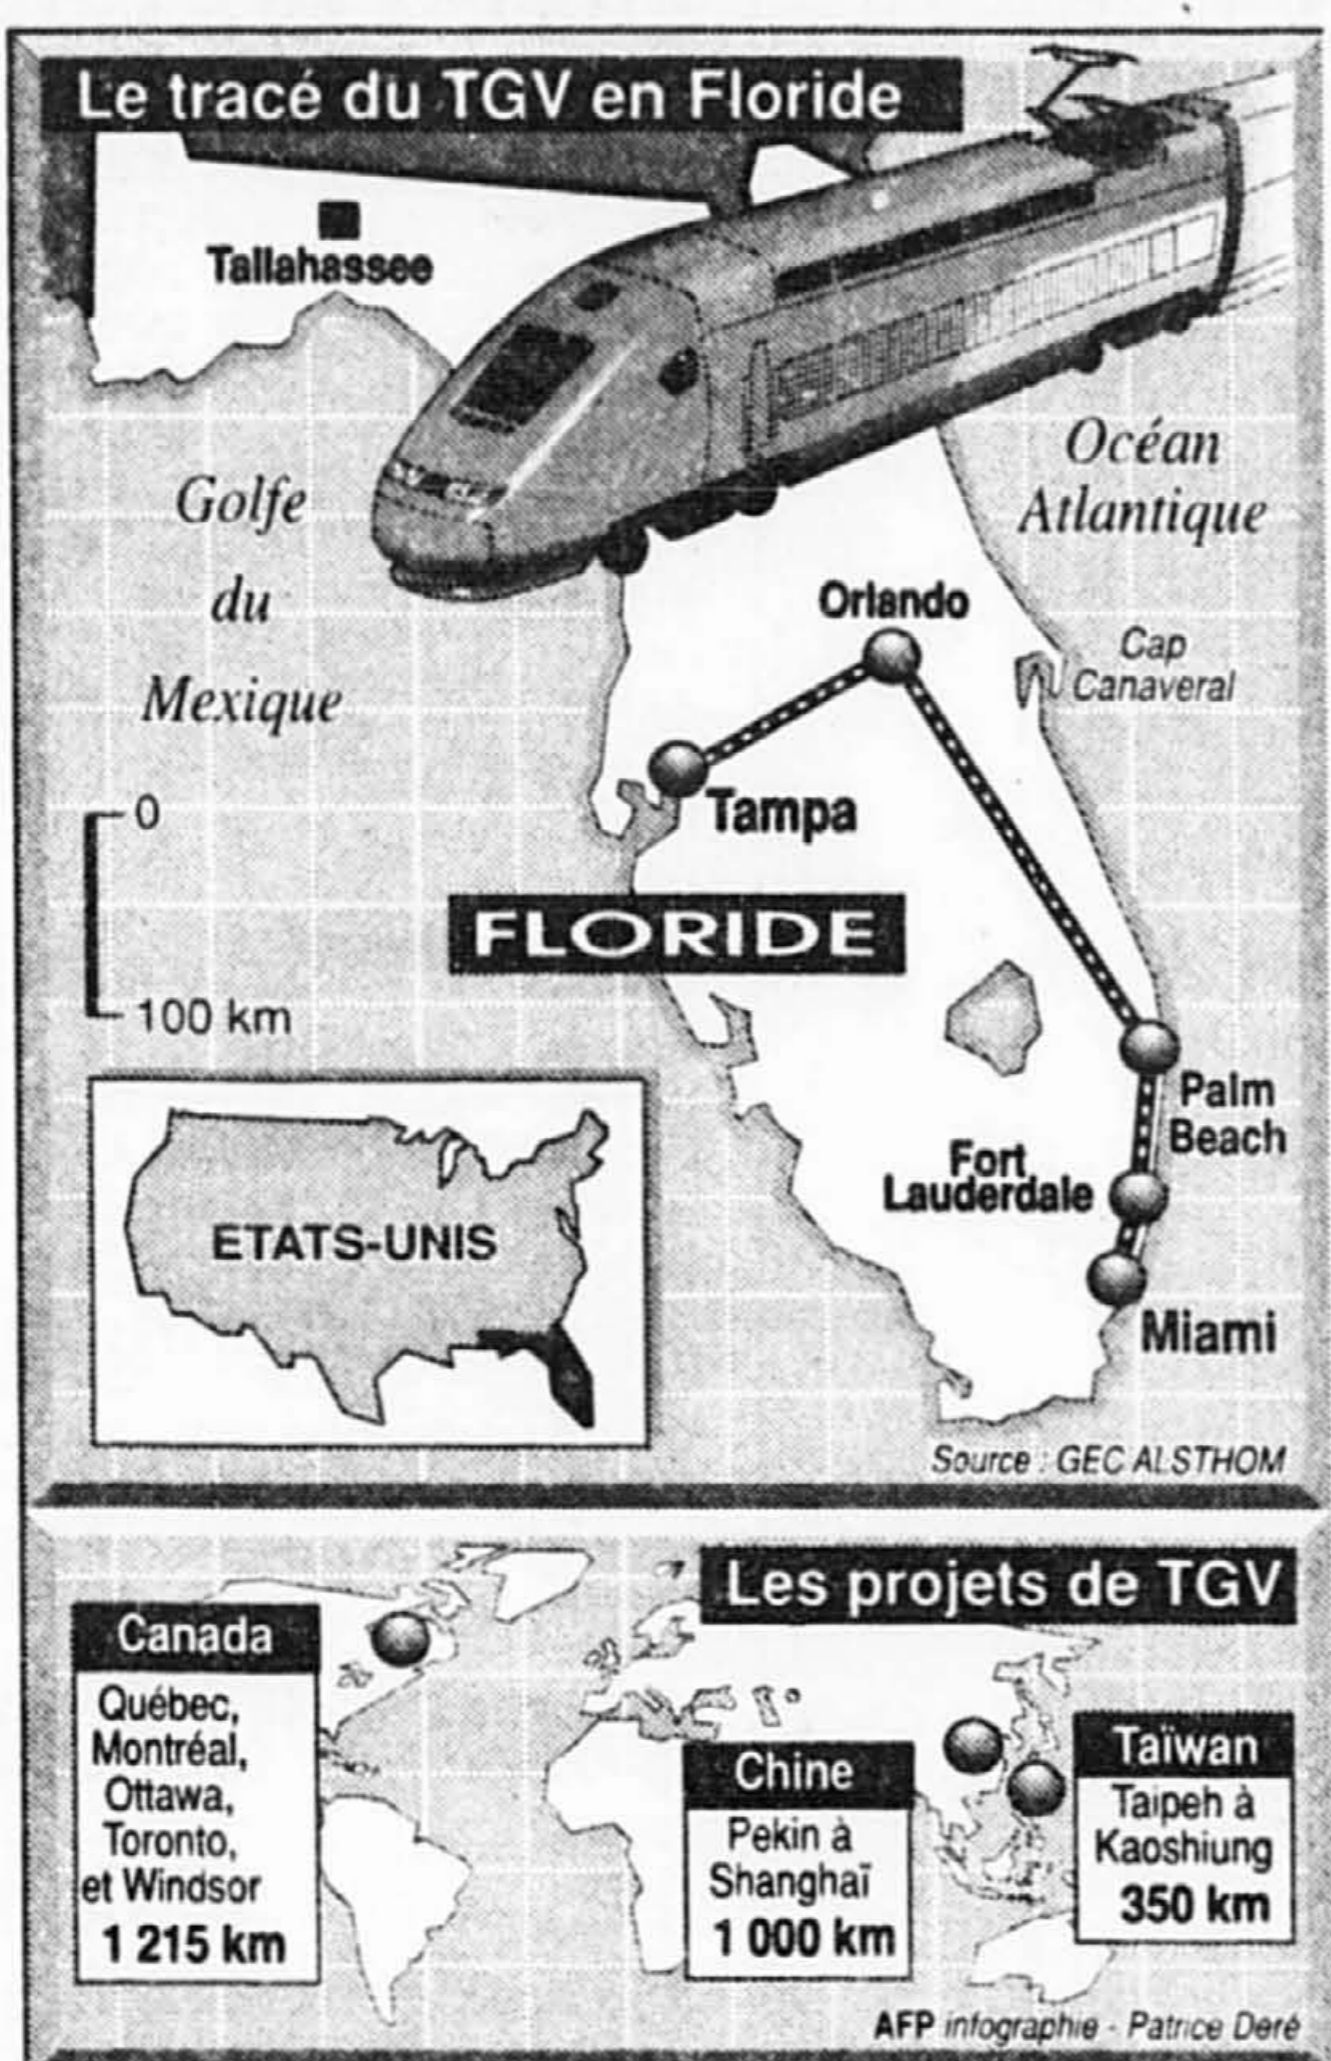 Le tracé du TGV en Floride
Tallahassee
Golfe
du
Mexique
Océan
Atlantique
Orlando
Cap
Canaveral
Tampa
0
100 km
FLORIDE
Palm
Beach
Fort
Lauderdale
Miami
ETATS-UNIS
Source : GEC ALSTHOM
Les projets de TGV
Canada
Québec,
Montréal,
Ottawa,
Toronto,
et Windsor
1 215 km
Chine
Pekin à
Shanghaï
1 000 km
Taïwan
Taipeh à
Kaoshiung
350 km
AFP infographie - Patrice Deré